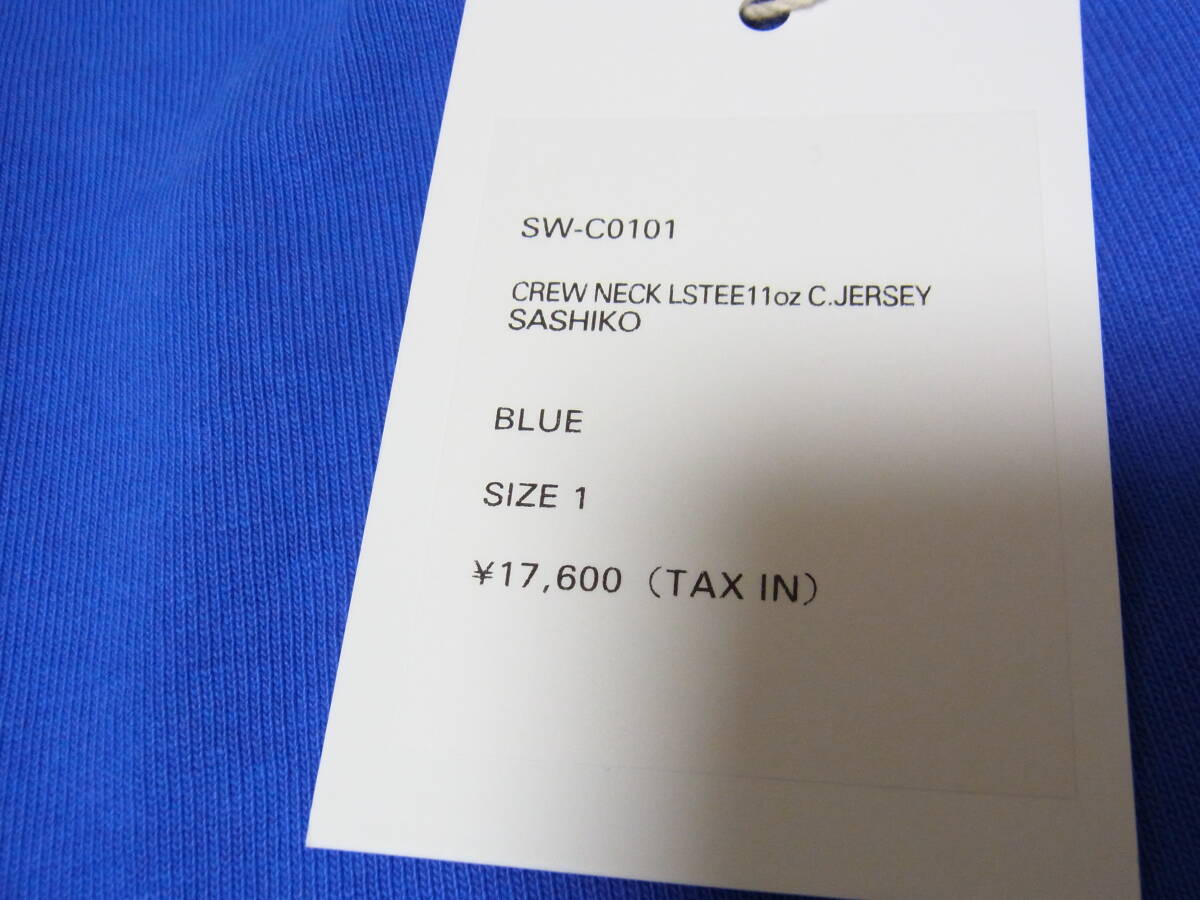 SW-C0101
CREW NECK LSTEE11oz C.JERSEY
SASHIKO
BLUE
SIZE 1
¥17,600（TAX IN）